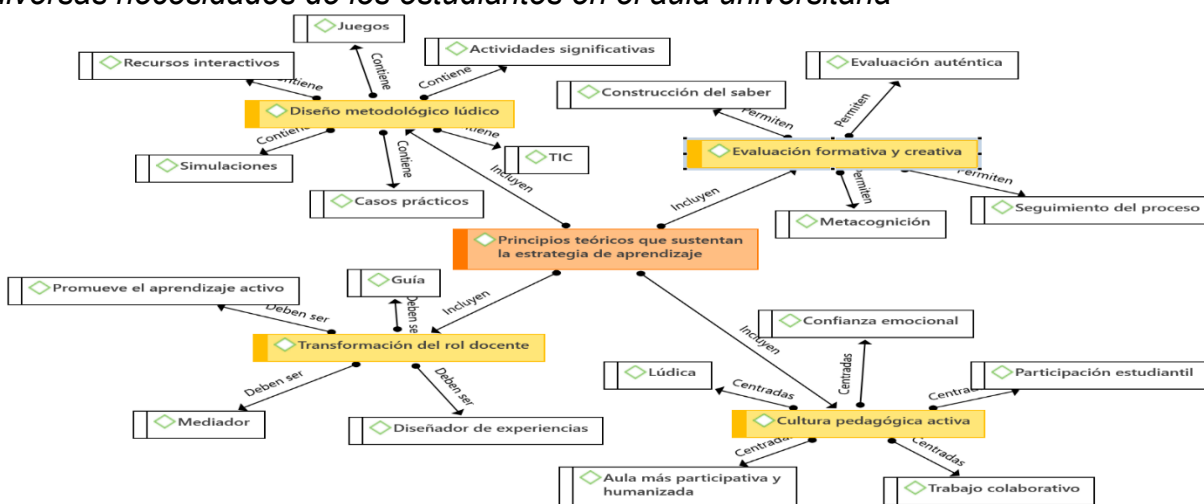 diversas necesidades de los estudiantes en el aula universitaria
Juegos
Recursos interactivos
Actividades significativas
Contiene
Contiene
Contiene
Diseño metodológico lúdico
Contiene
Contiene
Contiene
Simulaciones
TIC
Casos prácticos
Evaluación auténtica
Construcción del saber
Permiten
Permiten
Evaluación formativa y creativa
Permiten
Permiten
Metacognición
Seguimiento del proceso
Incluyen
Incluyen
Principios teóricos que sustentan
la estrategia de aprendizaje
Incluyen
Incluyen
Promueve el aprendizaje activo
Guía
Deben ser
Deben ser
Transformación del rol docente
Deben ser
Deben ser
Mediador
Diseñador de experiencias
Confianza emocional
Lúdica
Participación estudiantil
Centradas
Centradas
Centradas
Cultura pedagógica activa
Centradas
Centradas
Aula más participativa y
humanizada
Trabajo colaborativo